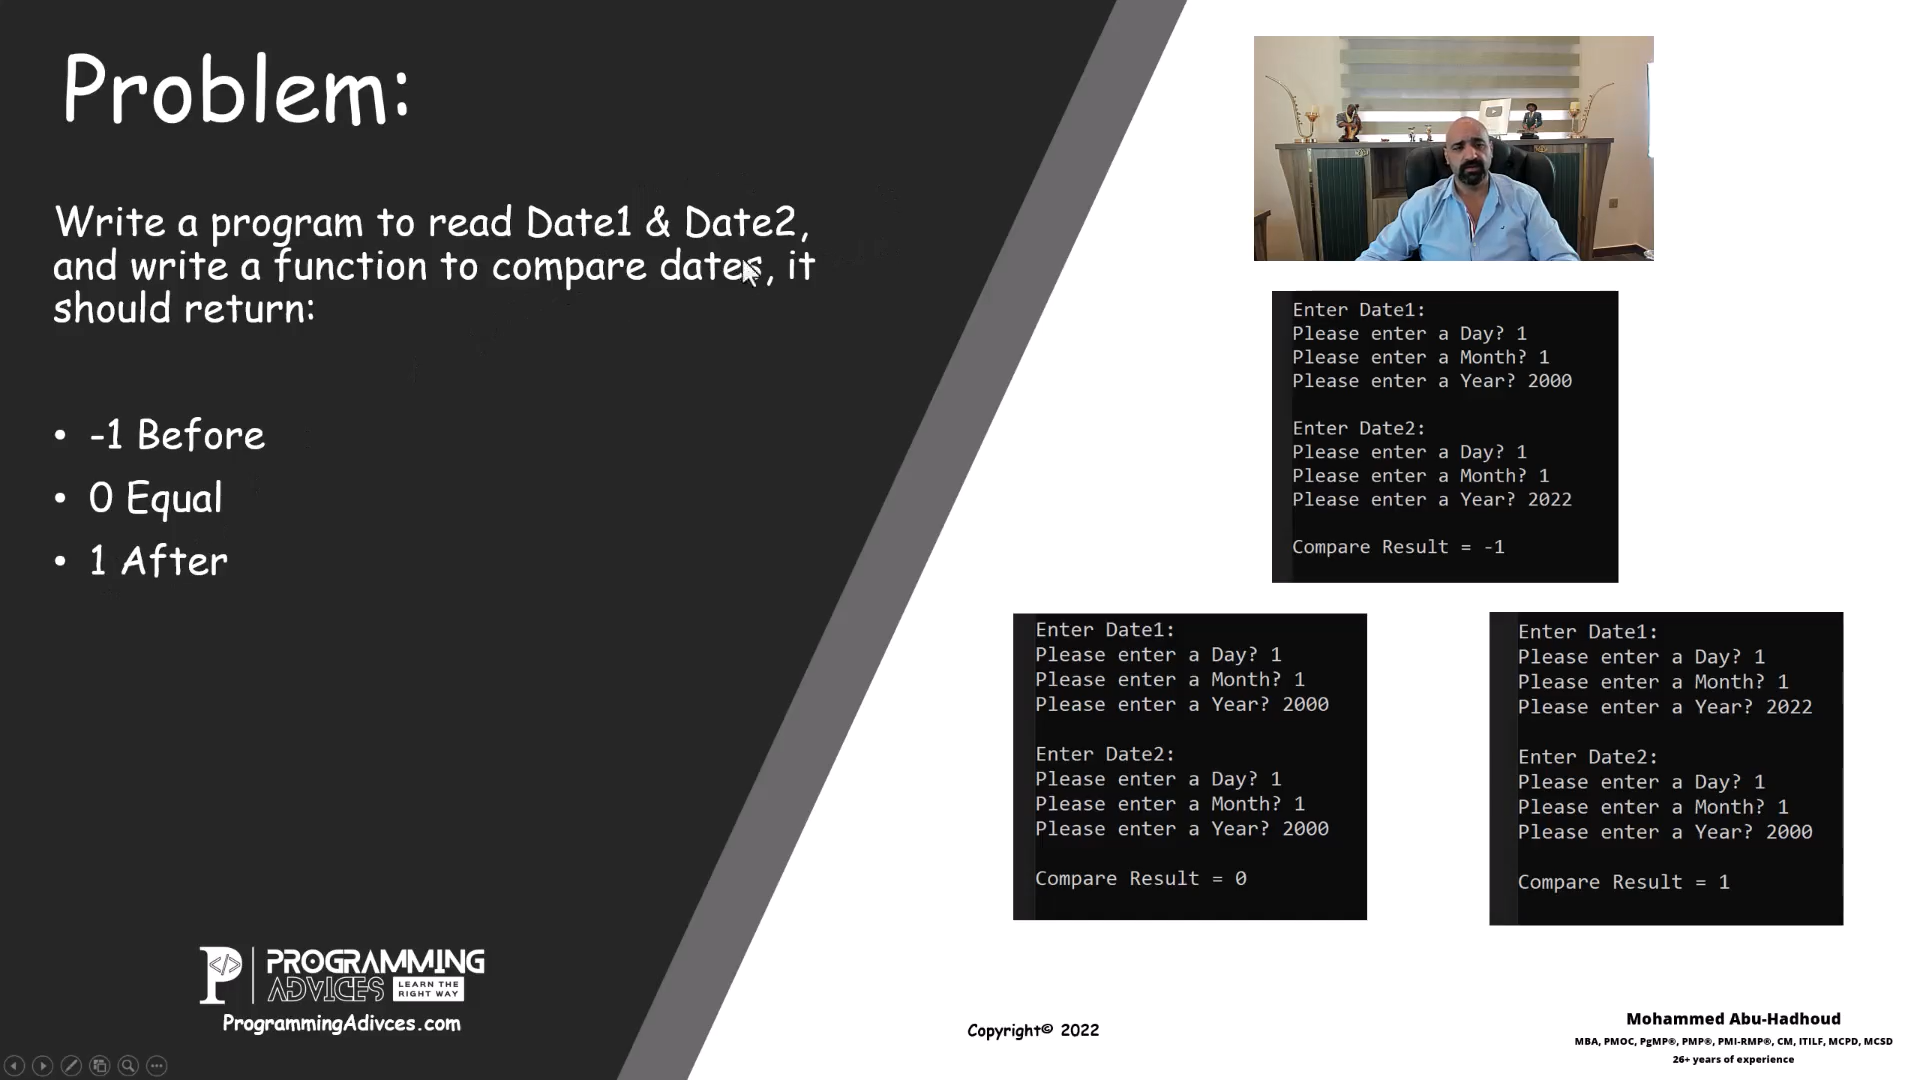 Problem:
Write a program to read Date1 & Date2,
and write a function to compare dates, it
should return:
• -1 Before
• 0 Equal
• 1 After
Enter Date1:
Please enter a Day? 1
Please enter a Month? 1
Please enter a Year? 2000
Enter Date2:
Please enter a Day? 1
Please enter a Month? 1
Please enter a Year? 2022
Compare Result = -1
Enter Date1:
Please enter a Day? 1
Please enter a Month? 1
Please enter a Year? 2000
Enter Date2:
Please enter a Day? 1
Please enter a Month? 1
Please enter a Year? 2000
Compare Result = 0
Enter Date1:
Please enter a Day? 1
Please enter a Month? 1
Please enter a Year? 2022
Enter Date2:
Please enter a Day? 1
Please enter a Month? 1
Please enter a Year? 2000
Compare Result = 1
P </> PROGRAMMING
ADVICES LEARN THE
RIGHT WAY
ProgrammingAdivces.com
Copyright© 2022
Mohammed Abu-Hadhoud
MBA, PMOC, PgMP®, PMP®, PMI-RMP®, CM, ITILF, MCPD, MCSD
26+ years of experience